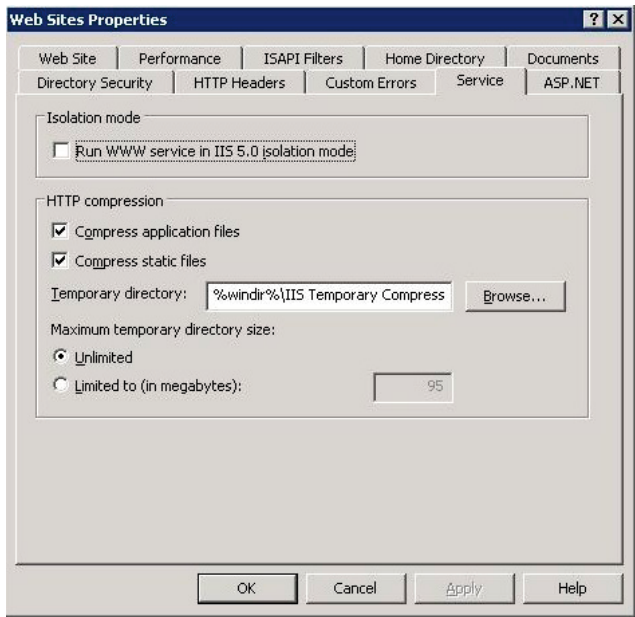 Web Sites Properties
Web Site Performance ISAPI Filters Home Directory Documents
Directory Security HTTP Headers Custom Errors Service ASP.NET
Isolation mode
Run WWW service in IIS 5.0 isolation mode
HTTP compression
Compress application files
Compress static files
Temporary directory: %windir%\IIS Temporary Compress Browse...
Maximum temporary directory size:
Unlimited
Limited to (in megabytes): 95
OK Cancel Apply Help